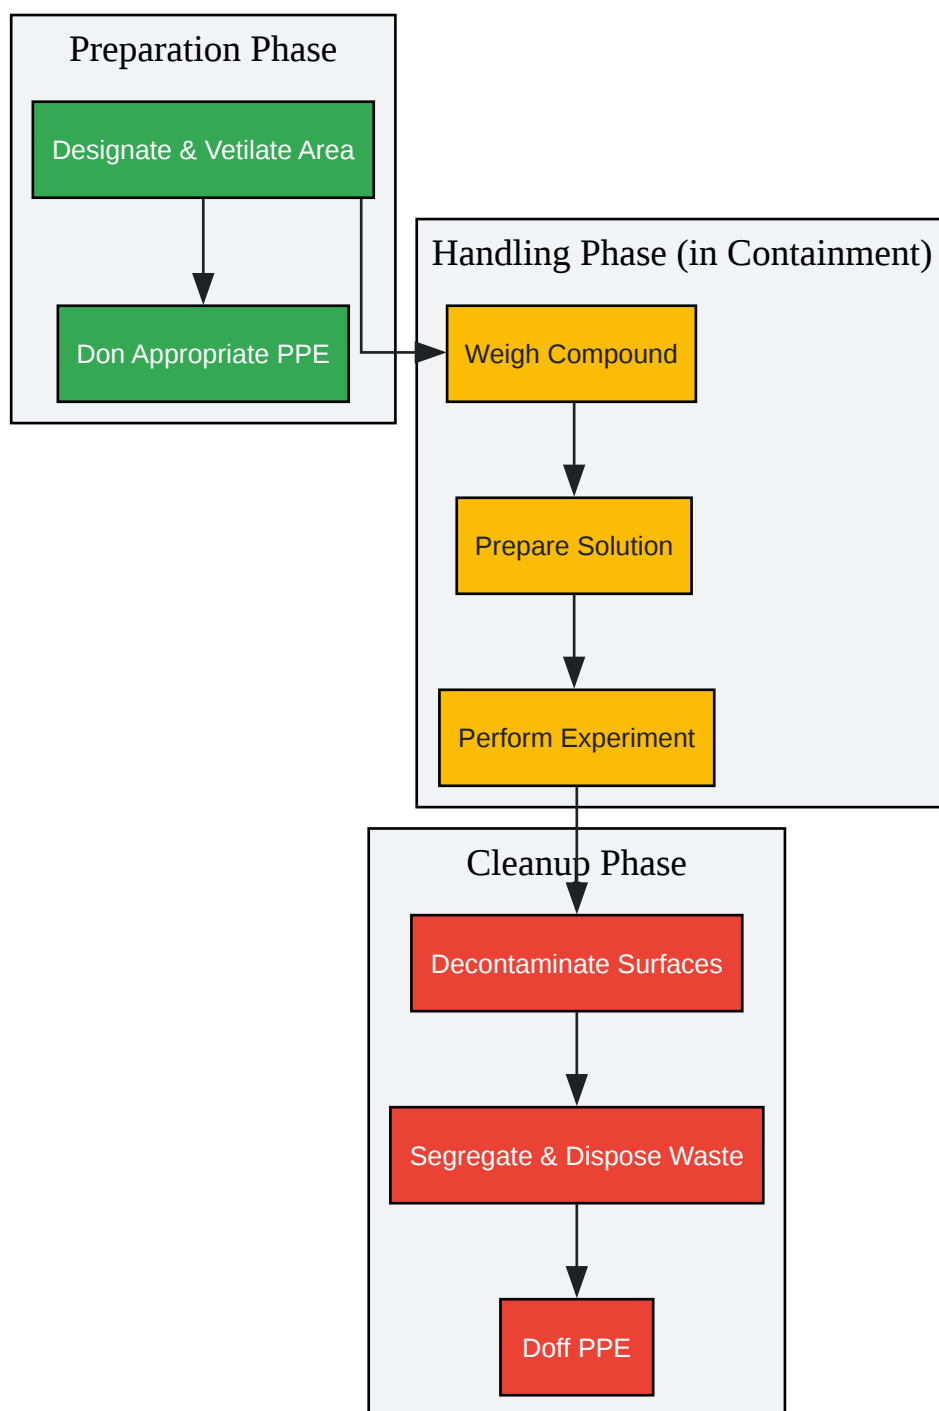 Preparation Phase
Designate & Vetilate Area
Don Appropriate PPE
Handling Phase (in Containment)
Weigh Compound
Prepare Solution
Perform Experiment
Cleanup Phase
Decontaminate Surfaces
Segregate & Dispose Waste
Doff PPE